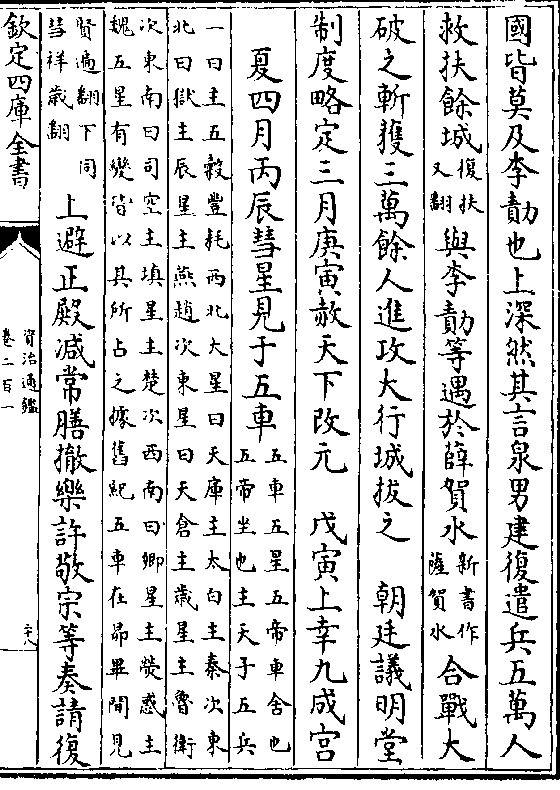 國皆莫及李勣也上深然其言泉男建復遣兵五萬人
救扶餘城復扶又翻與李勣等遇於薛賀水新書作薩賀水合戰大
破之斬獲三萬餘人進攻大行城拔之 朝廷議明堂
制度略定三月庚寅赦天下改元 戊寅上幸九成宮
夏四月丙辰彗星見于五車五車五星五帝車舍也五帝坐也主天子五兵
一曰主五穀豐耗西北大星曰天庫主太白主秦次東
北曰獄主辰星主燕趙次東星曰天倉主歳星主魯衛
次東南曰司空主填星主楚次西南曰卿星主熒惑主
魏五星有變皆以其所占之據舊紀五車在昴畢間見
賢遍翻下同彗祥歲翻上避正殿減常膳撤樂許敬宗等奏請復
欽定四庫全書
資治通鑑
卷二百一